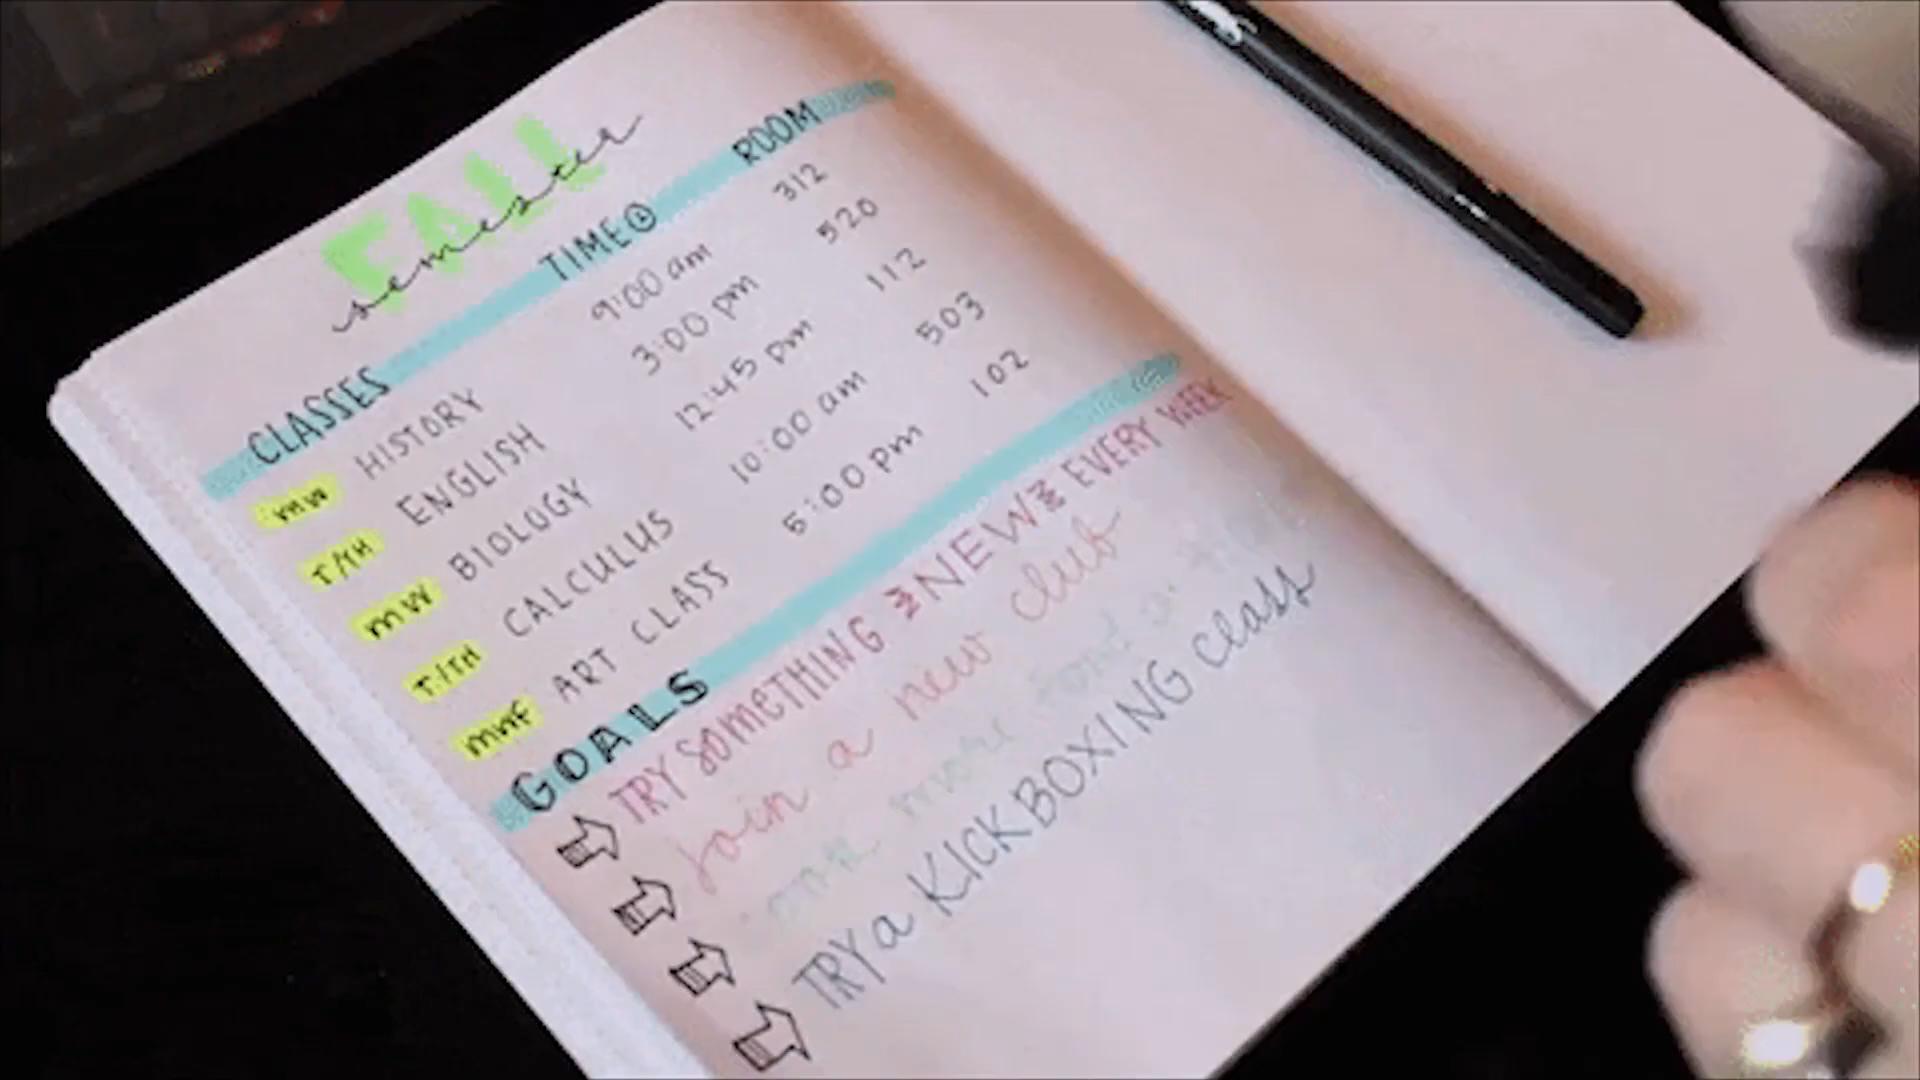 FALL
semester
CLASSES TIME ROOM
MW HISTORY 9:00 am 312
T/TH ENGLISH 3:00 pm 520
MW BIOLOGY 12:45 pm 112
T/TH CALCULUS 10:00 am 503
MWF ART CLASS 5:00 pm 102
GOALS
TRY SOMETHING NEW EVERY WEEK
Join a new club
more food
TRY a KICKBOXING class